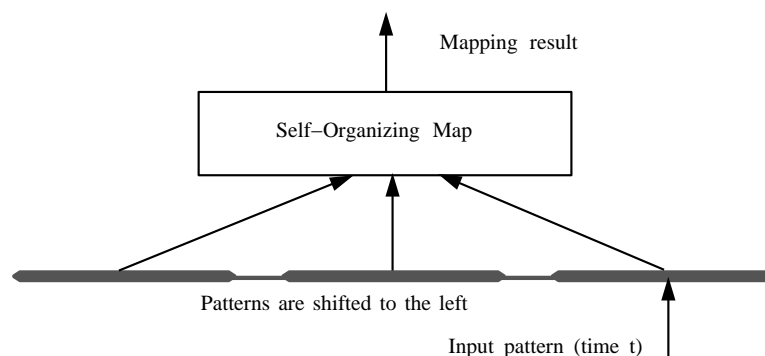 Mapping result
Self−Organizing Map
Patterns are shifted to the left
Input pattern (time t)